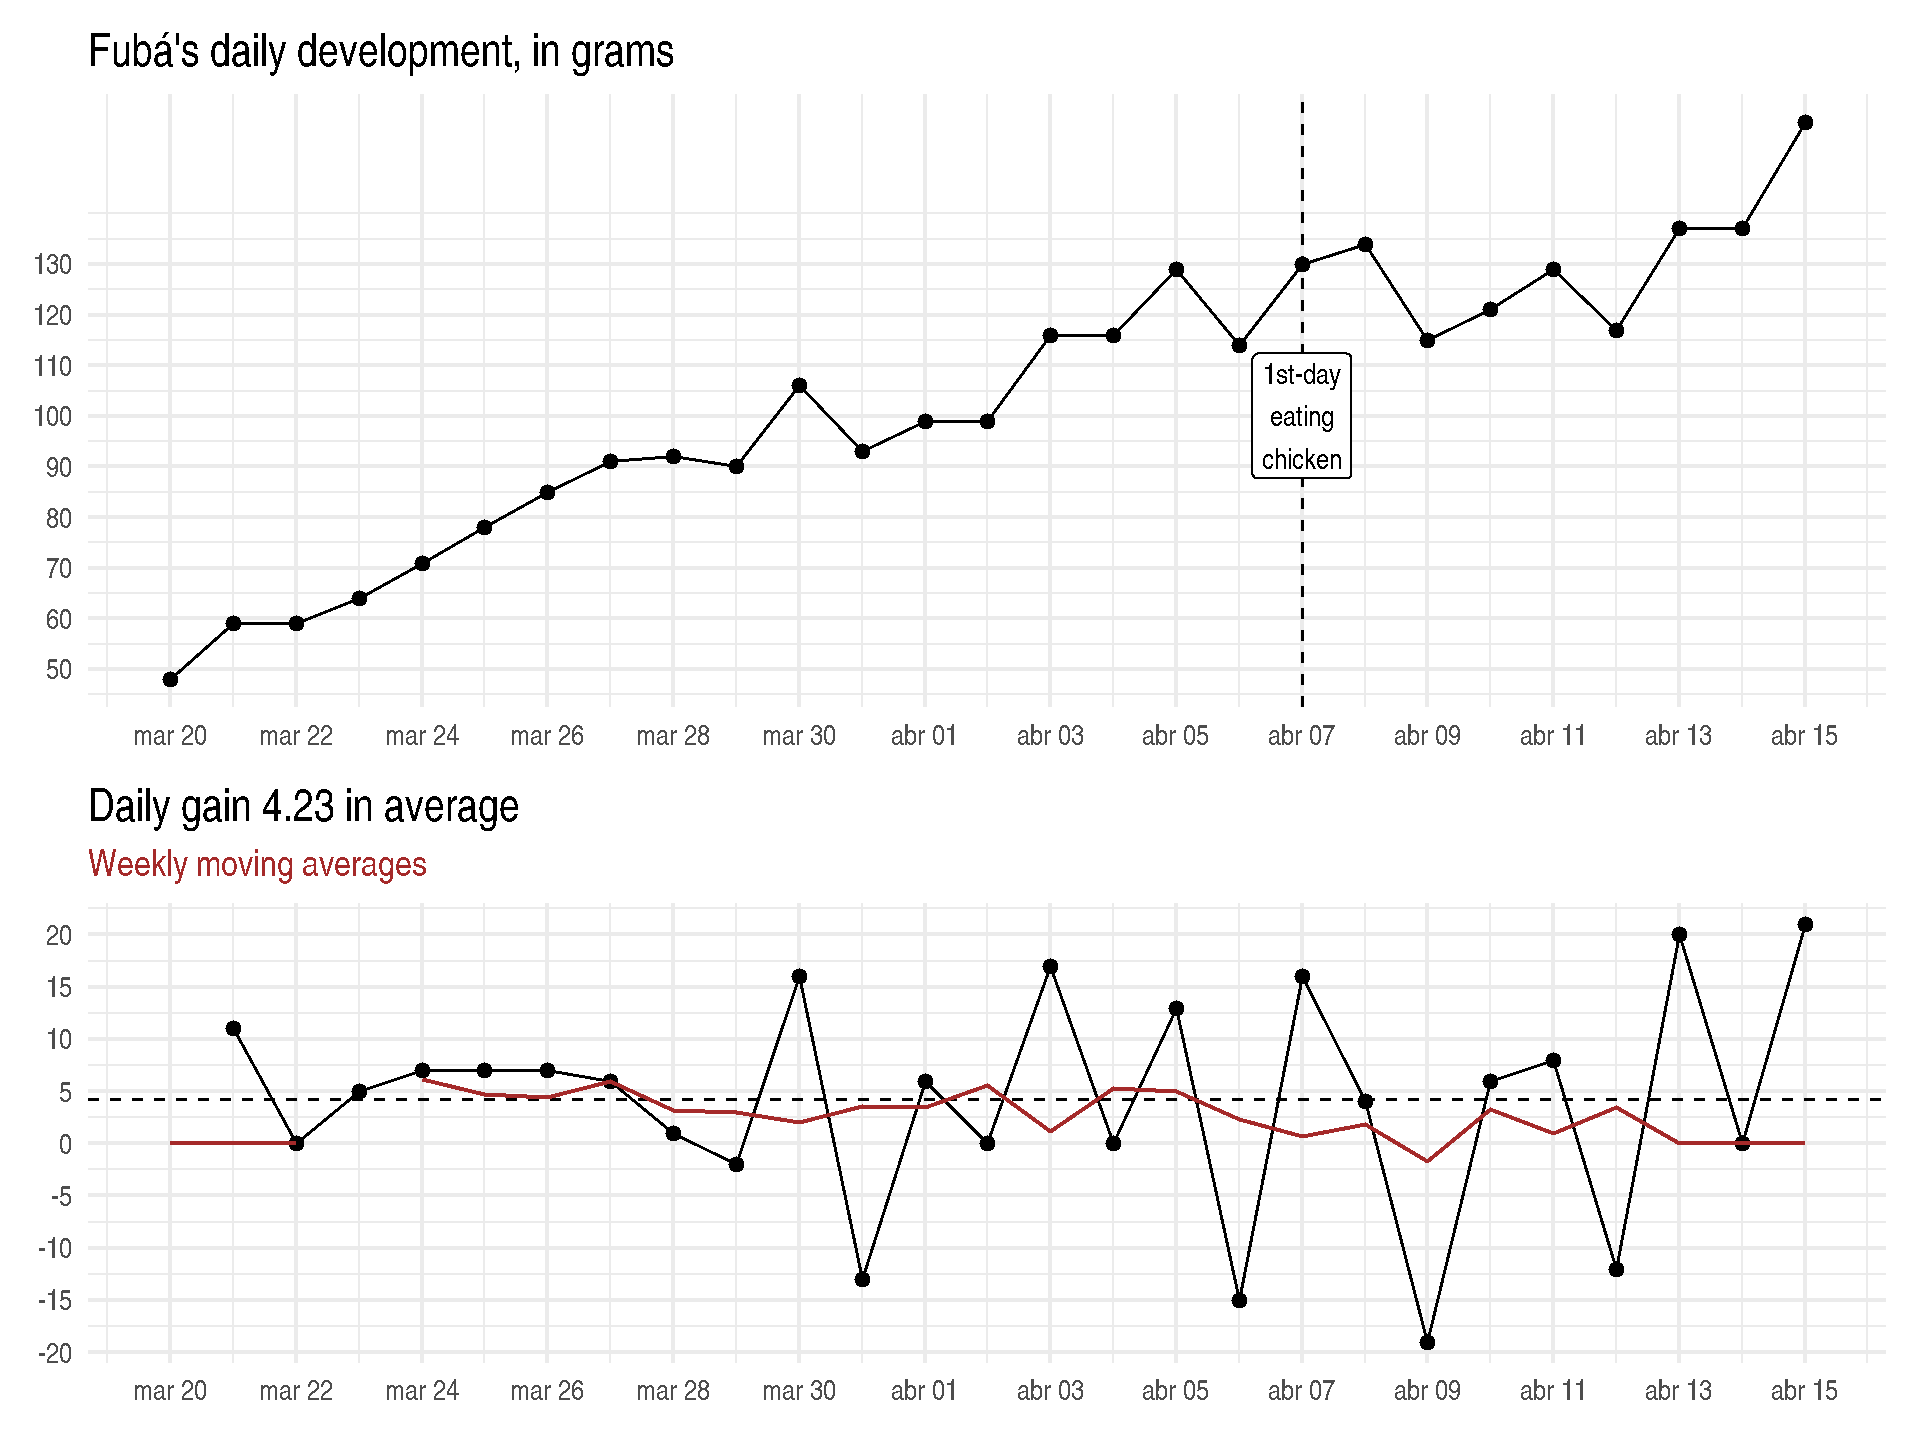 Fubá's daily development, in grams
130
120
110
100
90
80
70
60
50
1st-day
eating
chicken
mar 20 mar 22 mar 24 mar 26 mar 28 mar 30 abr 01 abr 03 abr 05 abr 07 abr 09 abr 11 abr 13 abr 15
Daily gain 4.23 in average
Weekly moving averages
20
15
10
5
0
-5
-10
-15
-20
mar 20 mar 22 mar 24 mar 26 mar 28 mar 30 abr 01 abr 03 abr 05 abr 07 abr 09 abr 11 abr 13 abr 15